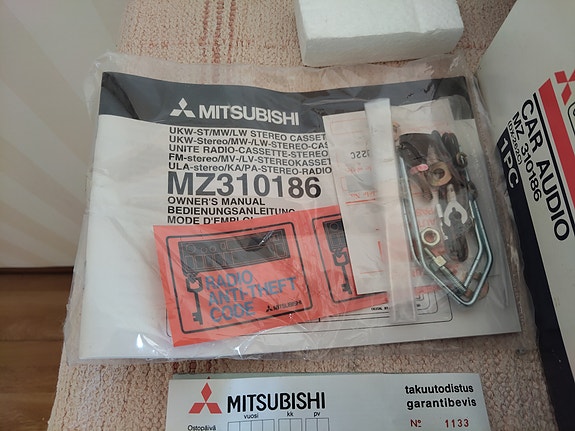 MITSUBISHI
UKW-ST/MW/LW STEREO CASSET
UKW-Stereo/MW-/LW-STEREO-CAS
UNITE RADIO-CASSETTE-STEREO
FM-stereo/MV-/LV-STEREOKASSET
ULA-stereo/KA/PA-STEREO-RADIO
MZ310186
OWNER'S MANUAL
BEDIENUNGSANLEITUNG
MODE D'EMPLOI
RADIO
ANTI-THEFT
CODE
MITSUBISHI
CAR AUDIO
MZ 310186
1PC
MITSUBISHI
takuutodistus
garantibevis
vuosi kk pv
Ostopäivä
No 1133